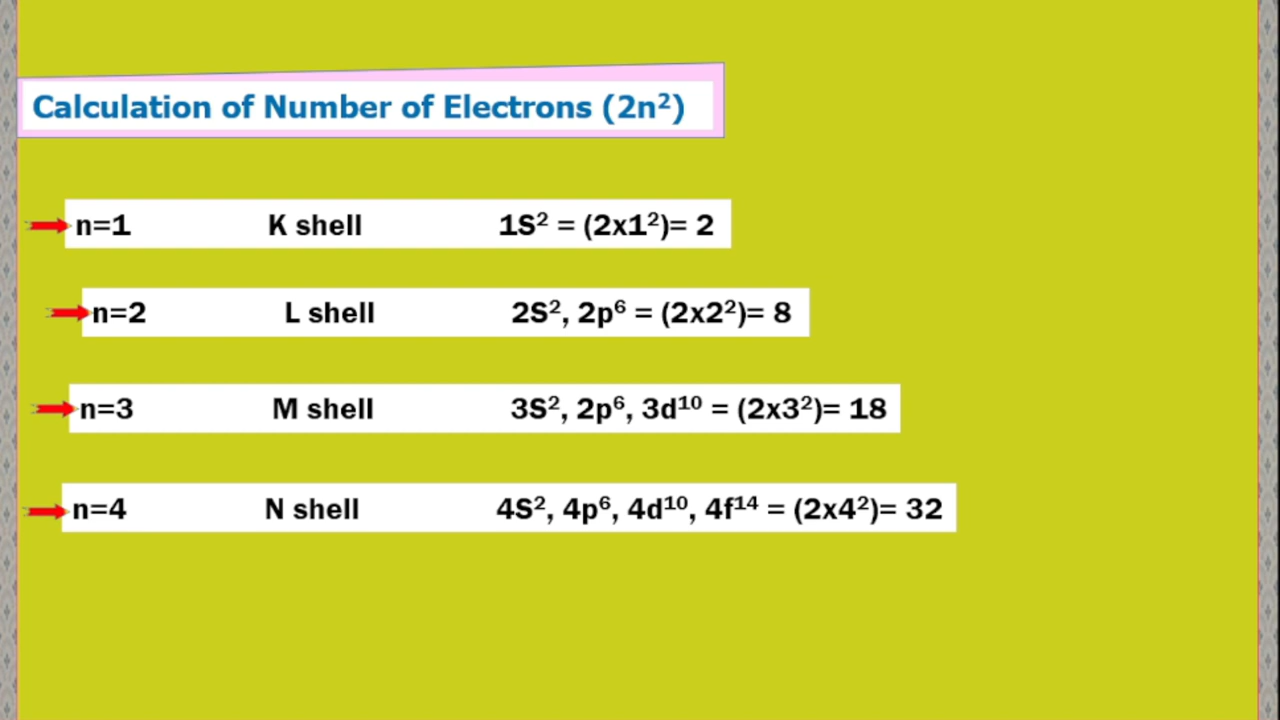 Calculation of Number of Electrons (2n²)
n=1 K shell 1S² = (2x1²)= 2
n=2 L shell 2S², 2p⁶ = (2x2²)= 8
n=3 M shell 3S², 2p⁶, 3d¹⁰ = (2x3²)= 18
n=4 N shell 4S², 4p⁶, 4d¹⁰, 4f¹⁴ = (2x4²)= 32